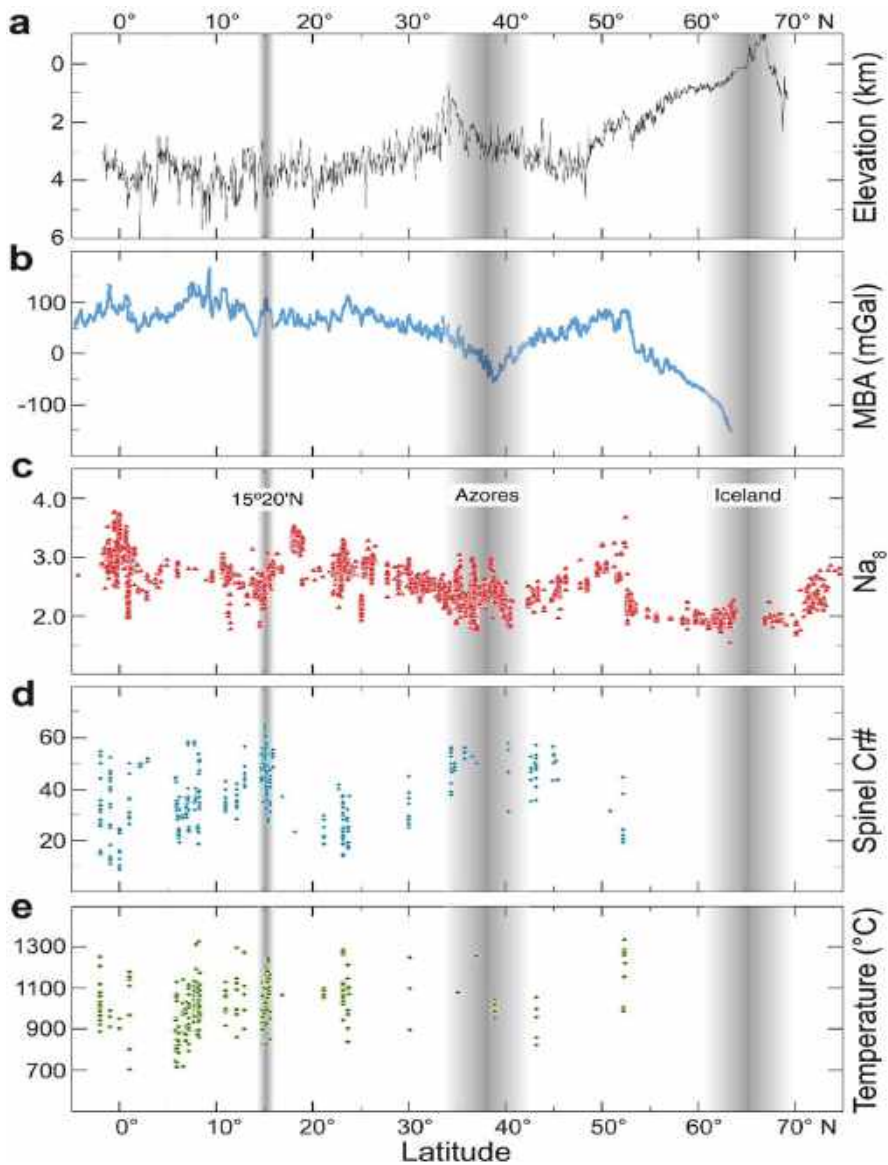 0° 10° 20° 30° 40° 50° 60° 70° N
a
0
2
4
6
Elevation (km)
b
100
0
-100
MBA (mGal)
c
4.0
3.0
2.0
15º20'N
Azores
Iceland
Na8
d
60
40
20
Spinel Cr#
e
1300
1100
900
700
Temperature (°C)
0° 10° 20° 30° 40° 50° 60° 70° N
Latitude